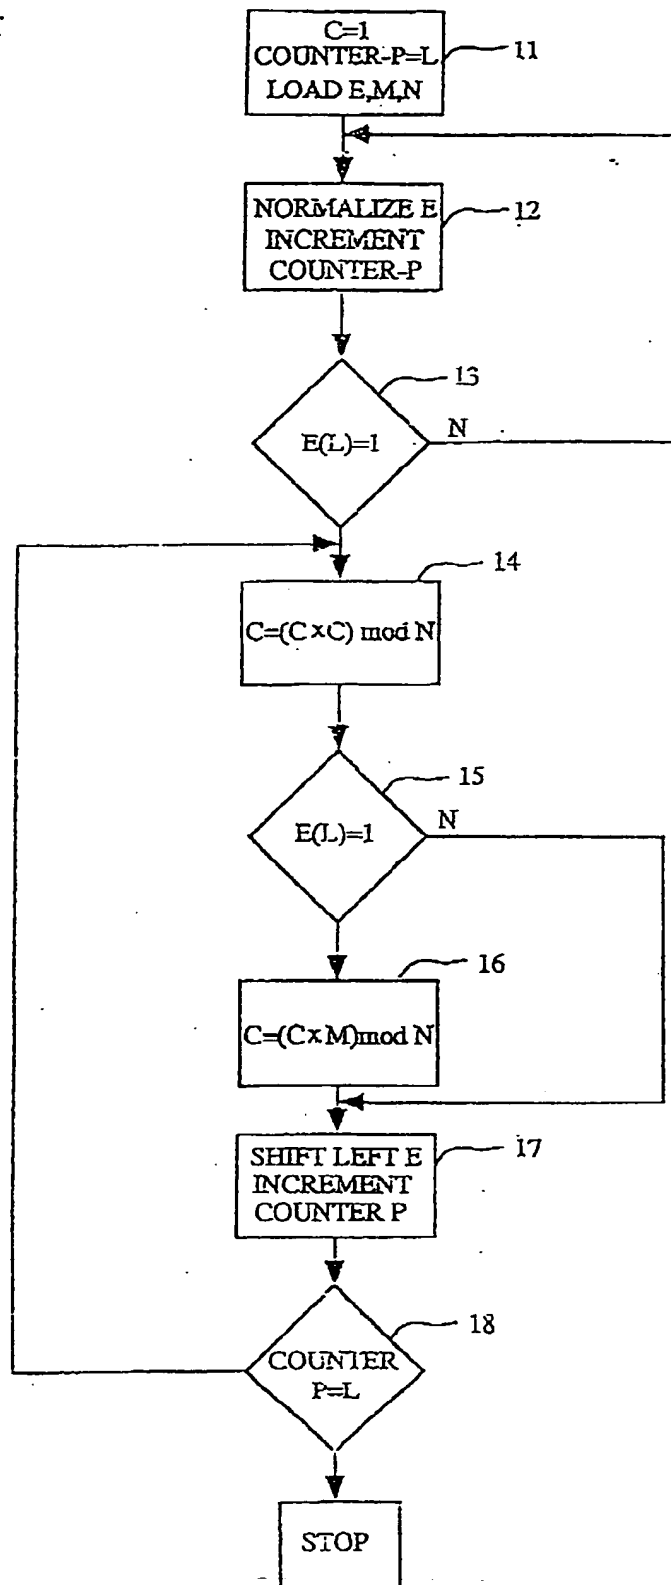 C=1
COUNTER-P=L
LOAD E,M,N
11
NORMALIZE E
INCREMENT
COUNTER-P
12
13
E(L)=1
N
14
C=(C×C) mod N
15
E(L)=1
N
16
C=(C×M)mod N
17
SHIFT LEFT E
INCREMENT
COUNTER P
18
COUNTER
P=L
STOP